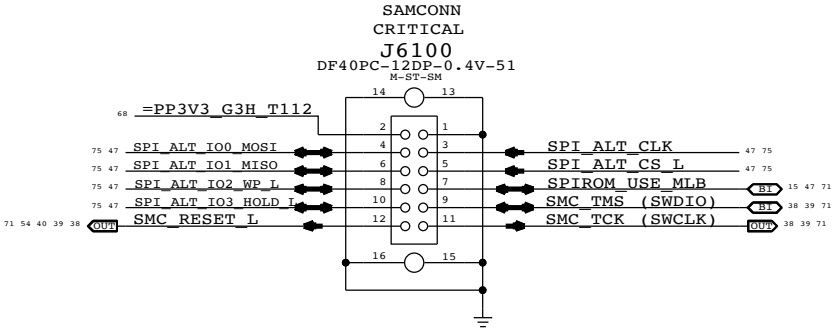 SAMCONN
CRITICAL
J6100
DF40PC-12DP-0.4V-51
M-ST-SM
14 13
68 =PP3V3_G3H_T112
2 1
75 47 SPI_ALT_IO0_MOSI 4 3 SPI_ALT_CLK 47 75
75 47 SPI_ALT_IO1_MISO 6 5 SPI_ALT_CS_L 47 75
75 47 SPI_ALT_IO2_WP_L 8 7 SPIROM_USE_MLB BI 15 47 71
75 47 SPI_ALT_IO3_HOLD_L 10 9 SMC_TMS (SWDIO) BI 38 39 71
71 54 40 39 38 OUT SMC_RESET_L 12 11 SMC_TCK (SWCLK) OUT 38 39 71
16 15